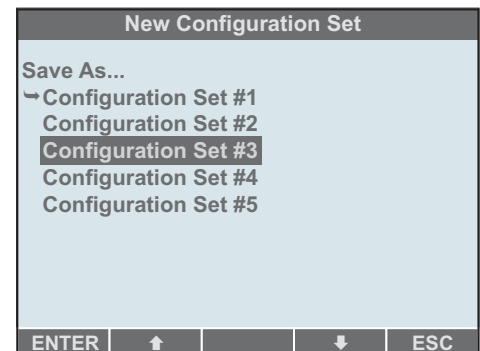 New Configuration Set
Save As...
➥Configuration Set #1
Configuration Set #2
Configuration Set #3
Configuration Set #4
Configuration Set #5
ENTER ⬆ ⬇ ESC